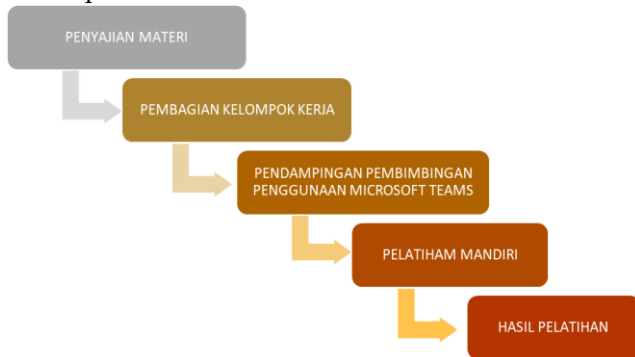 PENYAJIAN MATERI
PEMBAGIAN KELOMPOK KERJA
PENDAMPINGAN PEMBIMBINGAN
PENGGUNAAN MICROSOFT TEAMS
PELATIHAM MANDIRI
HASIL PELATIHAN